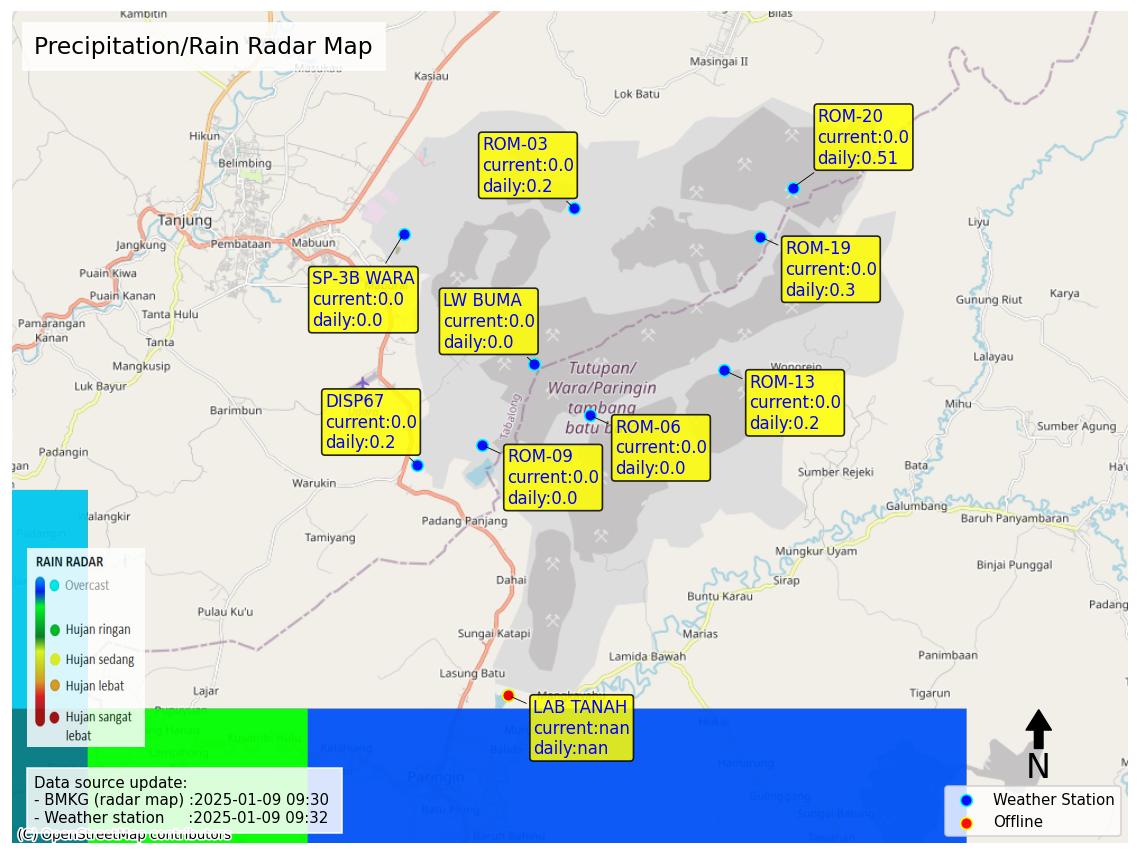 Kambitin
Bilas
Precipitation/Rain Radar Map
Masukau
Kasiau
Masingai II
Lok Batu
Hikun
Belimbing
ROM-03
current:0.0
daily:0.2
ROM-20
current:0.0
daily:0.51
Tanjung
Jangkung
Pembataan
Mabuun
Liyu
ROM-19
current:0.0
daily:0.3
Puain Kiwa
Puain Kanan
Tanta Hulu
SP-3B WARA
current:0.0
daily:0.0
LW BUMA
current:0.0
daily:0.0
Gunung Riut
Karya
Pamarangan
Kanan
Tanta
Mangkusip
Luk Bayur
Lalayau
Wonorejo
Tutupan/
Wara/Paringin
tambang
batu b
ROM-13
current:0.0
daily:0.2
DISP67
current:0.0
daily:0.2
Tabalong
ROM-06
current:0.0
daily:0.0
Barimbun
Mihu
Sumber Agung
ROM-09
current:0.0
daily:0.0
gan
Warukin
Sumber Rejeki
Bata
Ha'u
Galumbang
Baruh Panyambaran
Padang Panjang
Walangkir
Padangin
Tamiyang
Mungkur Uyam
Binjai Punggal
RAIN RADAR
Overcast
Hujan ringan
Hujan sedang
Hujan lebat
Hujan sangat
lebat
Dahai
Sirap
Buntu Karau
Padang
Pulau Ku'u
Sungai Katapi
Marias
Lamida Bawah
Panimbaan
Lasung Batu
Lajar
Tigarun
LAB TANAH
current:nan
daily:nan
Paringin
Hamarung
N
Data source update:
- BMKG (radar map) :2025-01-09 09:30
- Weather station :2025-01-09 09:32
(C) OpenStreetMap contributors
Weather Station
Offline